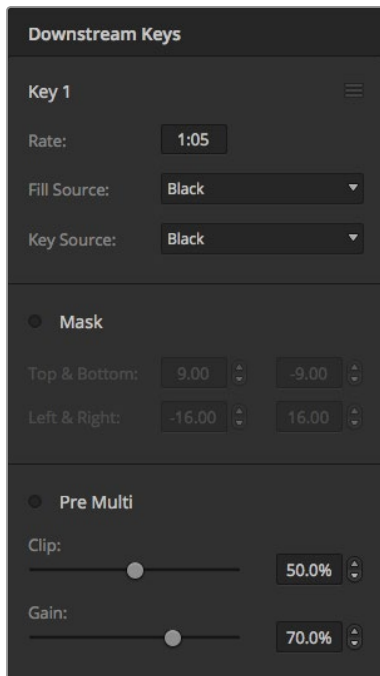 Downstream Keys
Key 1
Rate: 1:05
Fill Source: Black
Key Source: Black
Mask
Top & Bottom: 9.00 -9.00
Left & Right: -16.00 16.00
Pre Multi
Clip:
50.0%
Gain:
70.0%